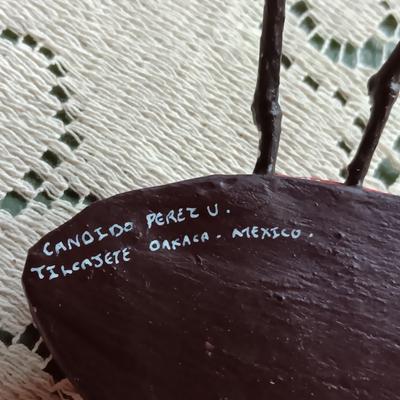 CANDIDO PEREZ U.
TILCAJETE OAXACA. MEXICO.